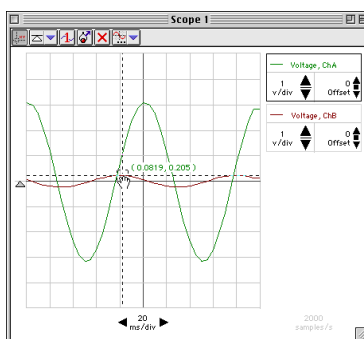 Scope 1
Voltage, ChA
1
v/div
0
Offset
Voltage, ChB
1
v/div
0
Offset
(0.0819, 0.205)
20
ms/div
2000
samples/s